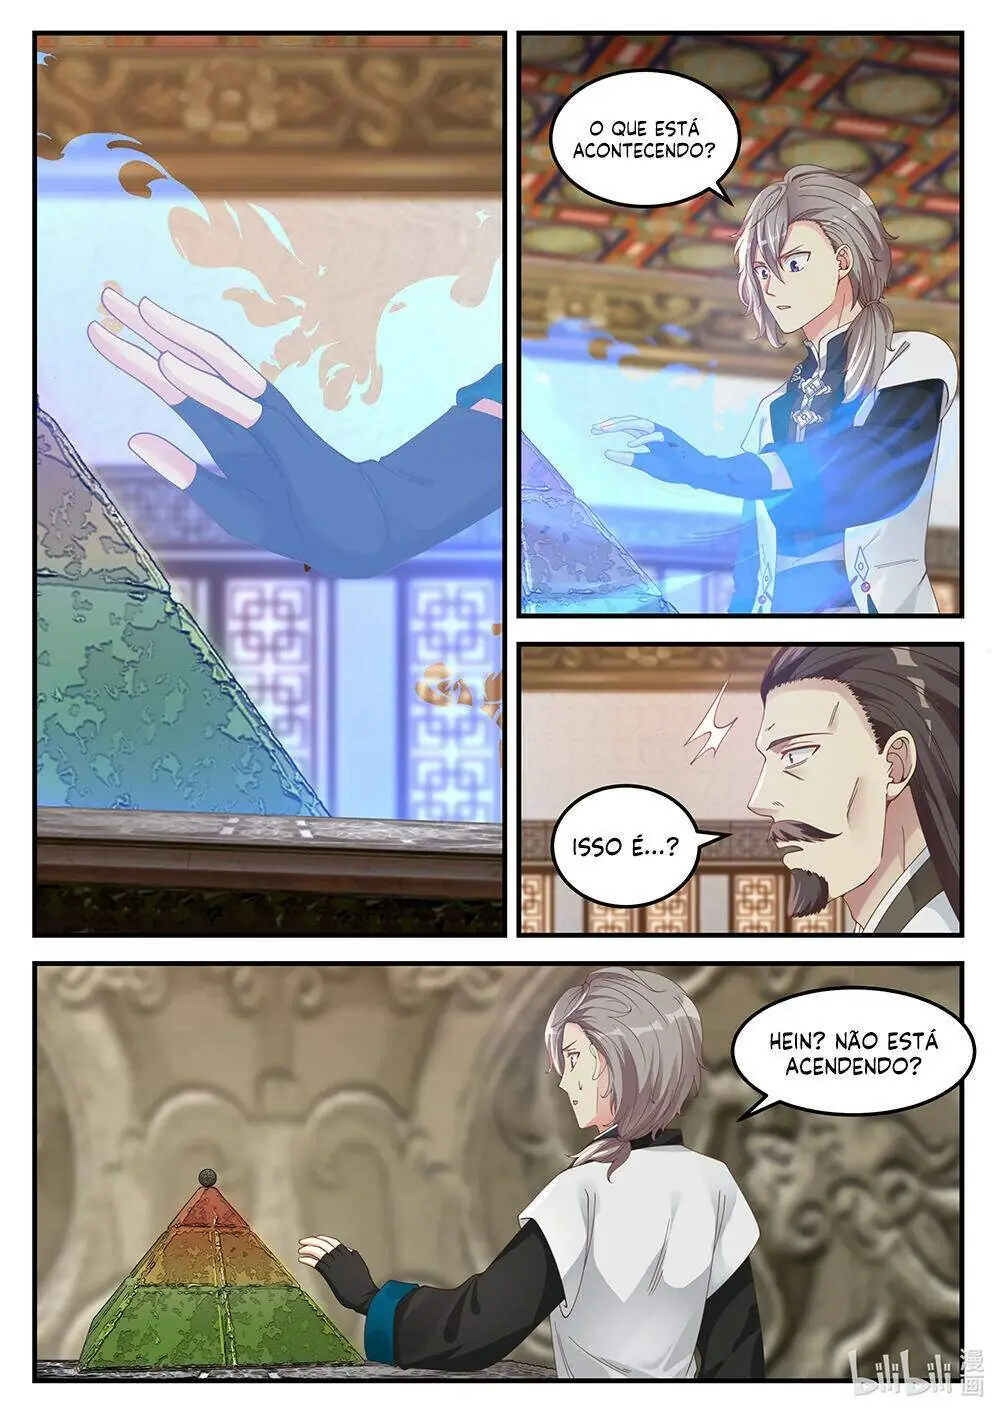 O QUE ESTÁ
ACONTECENDO?
ISSO É...?
HEIN? NÃO ESTÁ
ACENDENDO?
bilibili
漫画